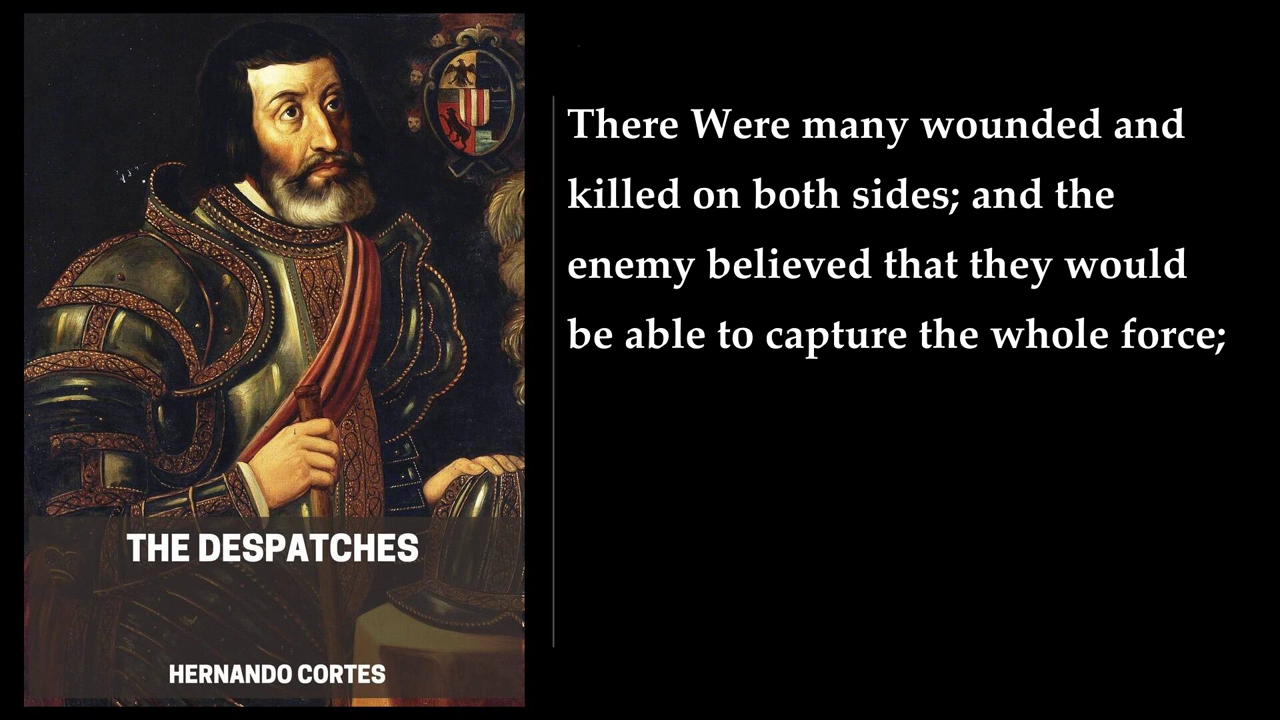 There Were many wounded and
killed on both sides; and the
enemy believed that they would
be able to capture the whole force;
THE DESPATCHES
HERNANDO CORTES